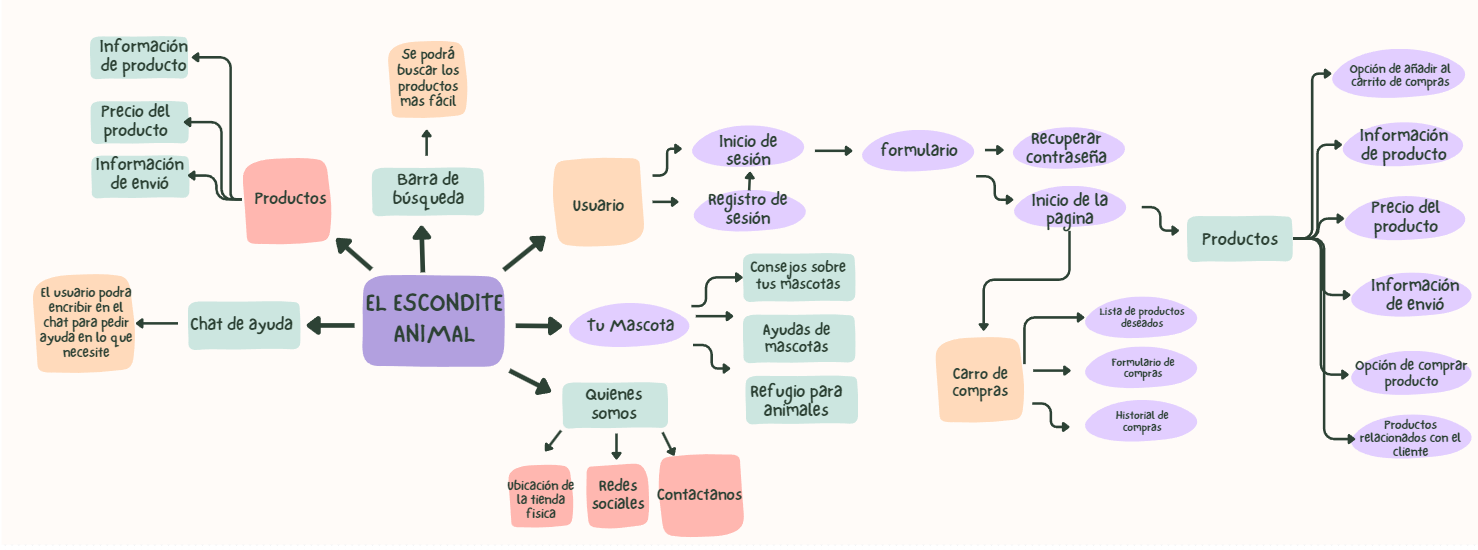 Información
de producto
Precio del
producto
Información
de envió
Productos
Se podrá
buscar los
productos
mas fácil
Barra de
búsqueda
Usuario
Inicio de
sesión
Registro de
sesión
formulario
Recuperar
contraseña
Inicio de la
pagina
Productos
Opción de añadir al
carrito de compras
Información
de producto
Precio del
producto
Información
de envió
Opción de comprar
producto
Productos
relacionados con el
cliente
El usuario podra
encribir en el
chat para pedir
ayuda en lo que
necesite
Chat de ayuda
EL ESCONDITE
ANIMAL
Tu Mascota
Consejos sobre
tus mascotas
Ayudas de
mascotas
Refugio para
animales
Carro de
compras
Lista de productos
deseados
Formulario de
compras
Historial de
compras
Quienes
somos
Ubicación de
la tienda
fisica
Redes
sociales
Contactanos